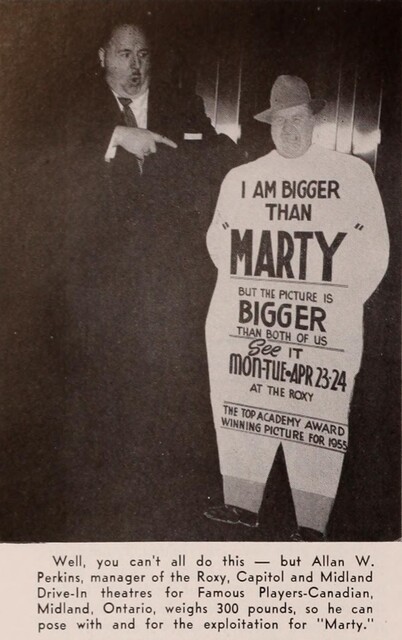 I AM BIGGER
THAN
"MARTY"
BUT THE PICTURE IS
BIGGER
THAN BOTH OF US
See IT
MON-TUE•APR 23-24
AT THE ROXY
THE TOP ACADEMY AWARD
WINNING PICTURE FOR 1955
Well, you can't all do this — but Allan W.
Perkins, manager of the Roxy, Capitol and Midland
Drive-In theatres for Famous Players-Canadian,
Midland, Ontario, weighs 300 pounds, so he can
pose with and for the exploitation for "Marty."